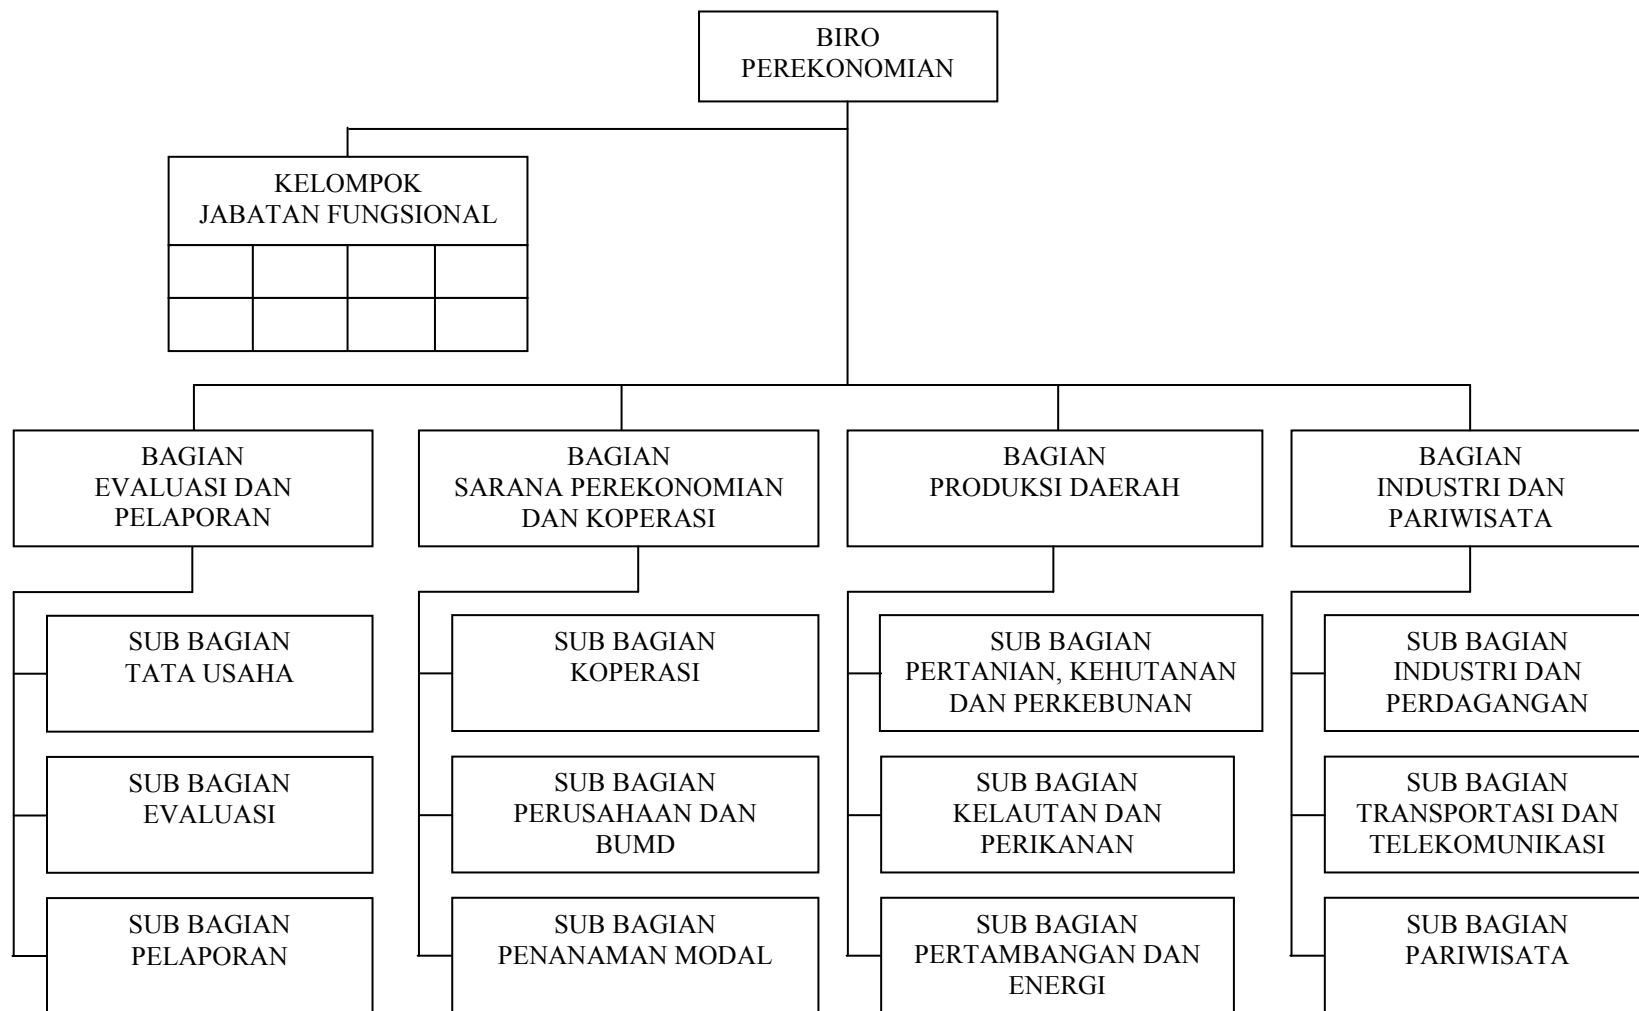 BIRO
PEREKONOMIAN
KELOMPOK
JABATAN FUNGSIONAL
BAGIAN
EVALUASI DAN
PELAPORAN
BAGIAN
SARANA PEREKONOMIAN
DAN KOPERASI
BAGIAN
PRODUKSI DAERAH
BAGIAN
INDUSTRI DAN
PARIWISATA
SUB BAGIAN
TATA USAHA
SUB BAGIAN
KOPERASI
SUB BAGIAN
PERTANIAN, KEHUTANAN
DAN PERKEBUNAN
SUB BAGIAN
INDUSTRI DAN
PERDAGANGAN
SUB BAGIAN
EVALUASI
SUB BAGIAN
PERUSAHAAN DAN
BUMD
SUB BAGIAN
KELAUTAN DAN
PERIKANAN
SUB BAGIAN
TRANSPORTASI DAN
TELEKOMUNIKASI
SUB BAGIAN
PELAPORAN
SUB BAGIAN
PENANAMAN MODAL
SUB BAGIAN
PERTAMBANGAN DAN
ENERGI
SUB BAGIAN
PARIWISATA